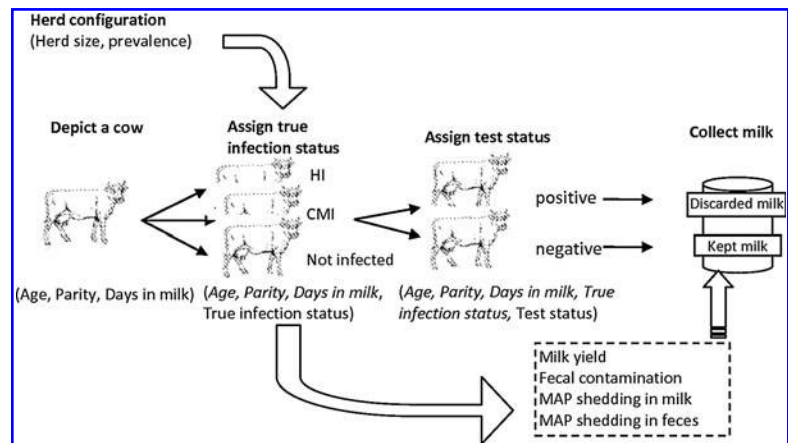 Herd configuration
(Herd size, prevalence)
Depict a cow
(Age, Parity, Days in milk)
Assign true
infection status
HI
CMI
Not infected
(Age, Parity, Days in milk,
True infection status)
Assign test status
positive
negative
(Age, Parity, Days in milk, True
infection status, Test status)
Collect milk
Discarded milk
Kept milk
Milk yield
Fecal contamination
MAP shedding in milk
MAP shedding in feces